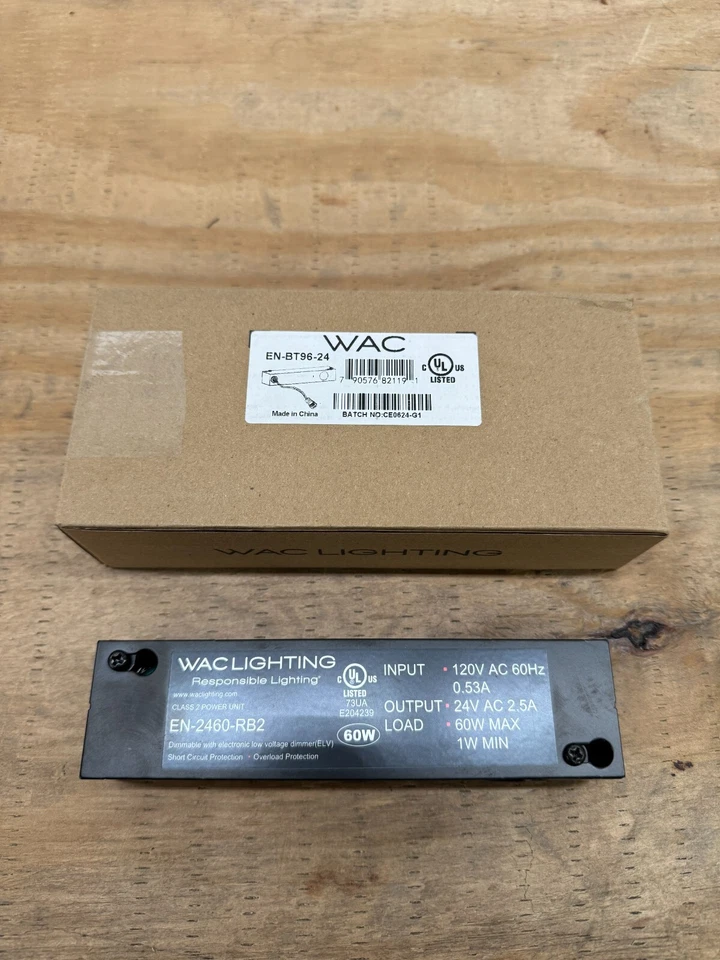 WAC
EN-BT96-24
7 90576 82119 1
C UL US
LISTED
Made in China
BATCH NO:CE0624-G1
WAC LIGHTING
WAC LIGHTING
Responsible Lighting®
www.waclighting.com
CLASS 2 POWER UNIT
EN-2460-RB2
Dimmable with electronic low voltage dimmer(ELV)
Short Circuit Protection · Overload Protection
C UL US
LISTED
73UA
E204239
60W
INPUT • 120V AC 60Hz
0.53A
OUTPUT • 24V AC 2.5A
LOAD • 60W MAX
1W MIN